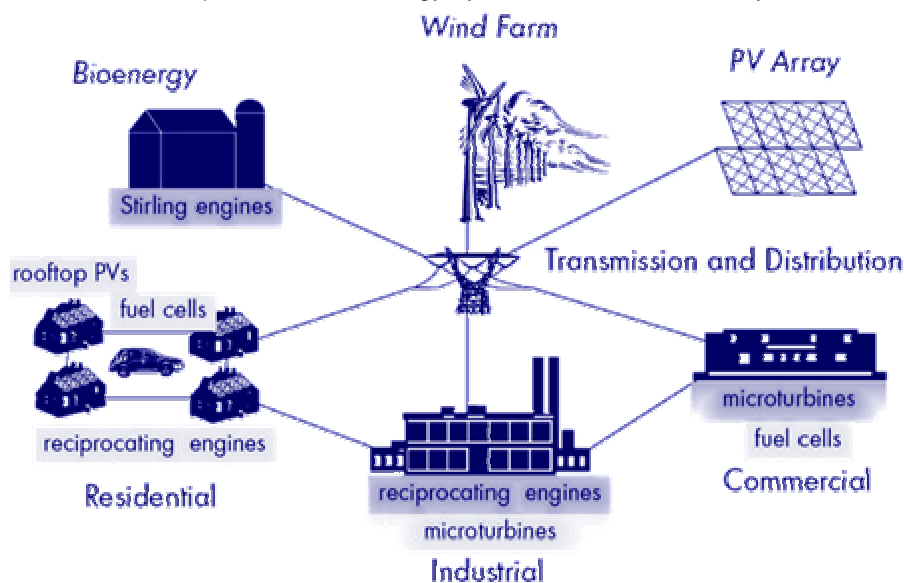 Wind Farm
Bioenergy
PV Array
Stirling engines
Transmission and Distribution
rooftop PVs
fuel cells
microturbines
reciprocating engines
fuel cells
Residential
Commercial
reciprocating engines
microturbines
Industrial